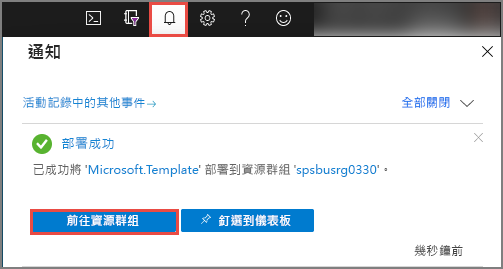 通知
活動記錄中的其他事件→
全部關閉
部署成功
已成功將 'Microsoft.Template' 部署到資源群組 'spsbusrg0330'。
前往資源群組
釘選到儀表板
幾秒鐘前